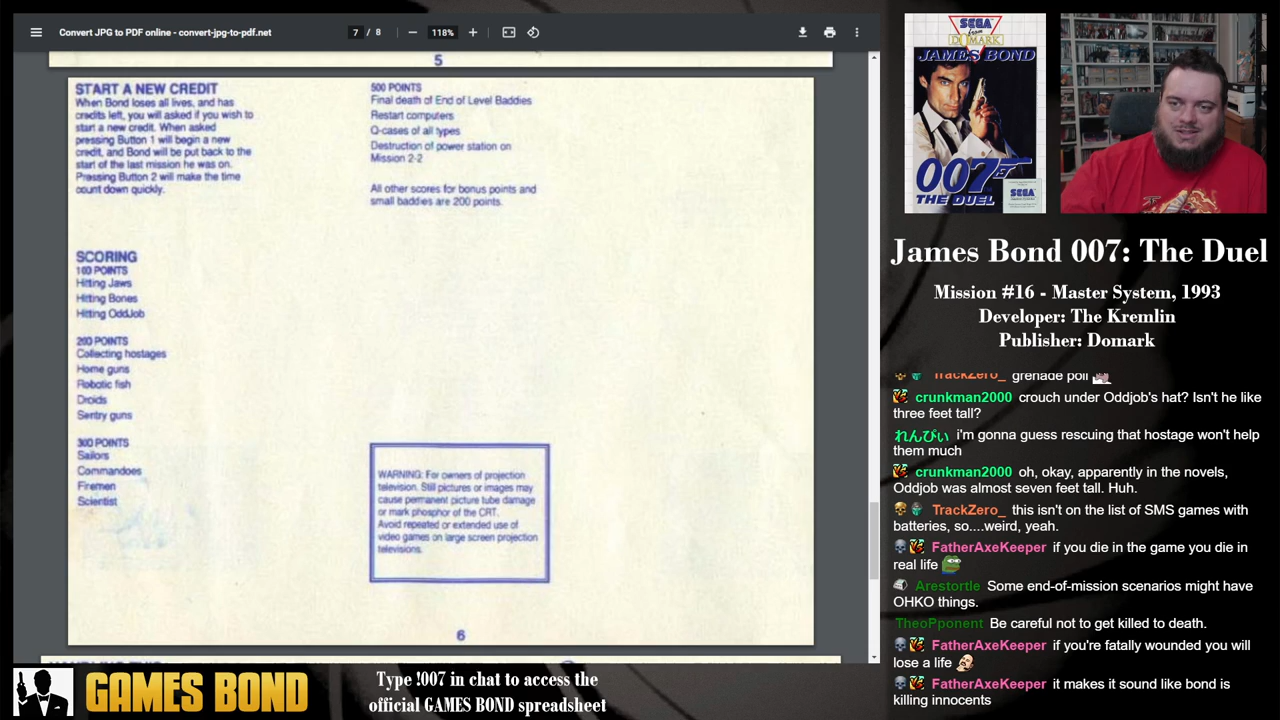 Convert JPG to PDF online - convert-jpg-to-pdf.net
7 / 8
118%
5
START A NEW CREDIT
When Bond loses all lives, and has
credits left, you will asked if you wish to
start a new credit. When asked
pressing Button 1 will begin a new
credit, and Bond will be put back to the
start of the last mission he was on.
Pressing Button 2 will make the time
count down quickly.
SCORING
100 POINTS
Hitting Jaws
Hitting Bones
Hitting OddJob
200 POINTS
Collecting hostages
Home guns
Robotic fish
Droids
Sentry guns
300 POINTS
Sailors
Commandoes
Firemen
Scientist
500 POINTS
Final death of End of Level Baddies
Restart computers
Q-cases of all types
Destruction of power station on
Mission 2-2
All other scores for bonus points and
small baddies are 200 points.
WARNING: For owners of projection
television. Still pictures or images may
cause permanent picture tube damage
or mark phosphor of the CRT.
Avoid repeated or extended use of
video games on large screen projection
televisions.
6
SEGA
from
DOMARK
JAMES BOND
007
THE DUEL
SEGA
James Bond 007: The Duel
Mission #16 - Master System, 1993
Developer: The Kremlin
Publisher: Domark
TrackZero_ grenade poll
crunkman2000 crouch under Oddjob's hat? Isn't he like
three feet tall?
れんびぃ i'm gonna guess rescuing that hostage won't help
them much
crunkman2000 oh, okay, apparently in the novels,
Oddjob was almost seven feet tall. Huh.
TrackZero_ this isn't on the list of SMS games with
batteries, so....weird, yeah.
FatherAxeKeeper if you die in the game you die in
real life
Arestortle Some end-of-mission scenarios might have
OHKO things.
TheoPponent Be careful not to get killed to death.
FatherAxeKeeper if you're fatally wounded you will
lose a life
FatherAxeKeeper it makes it sound like bond is
killing innocents
GAMES BOND
Type !007 in chat to access the
official GAMES BOND spreadsheet